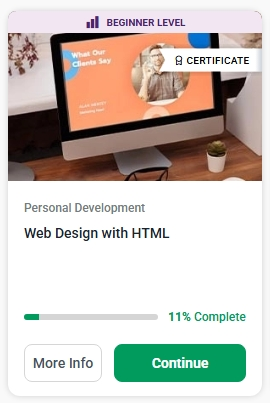 BEGINNER LEVEL
What Our
Clients Say
CERTIFICATE
Personal Development
Web Design with HTML
11% Complete
More Info
Continue